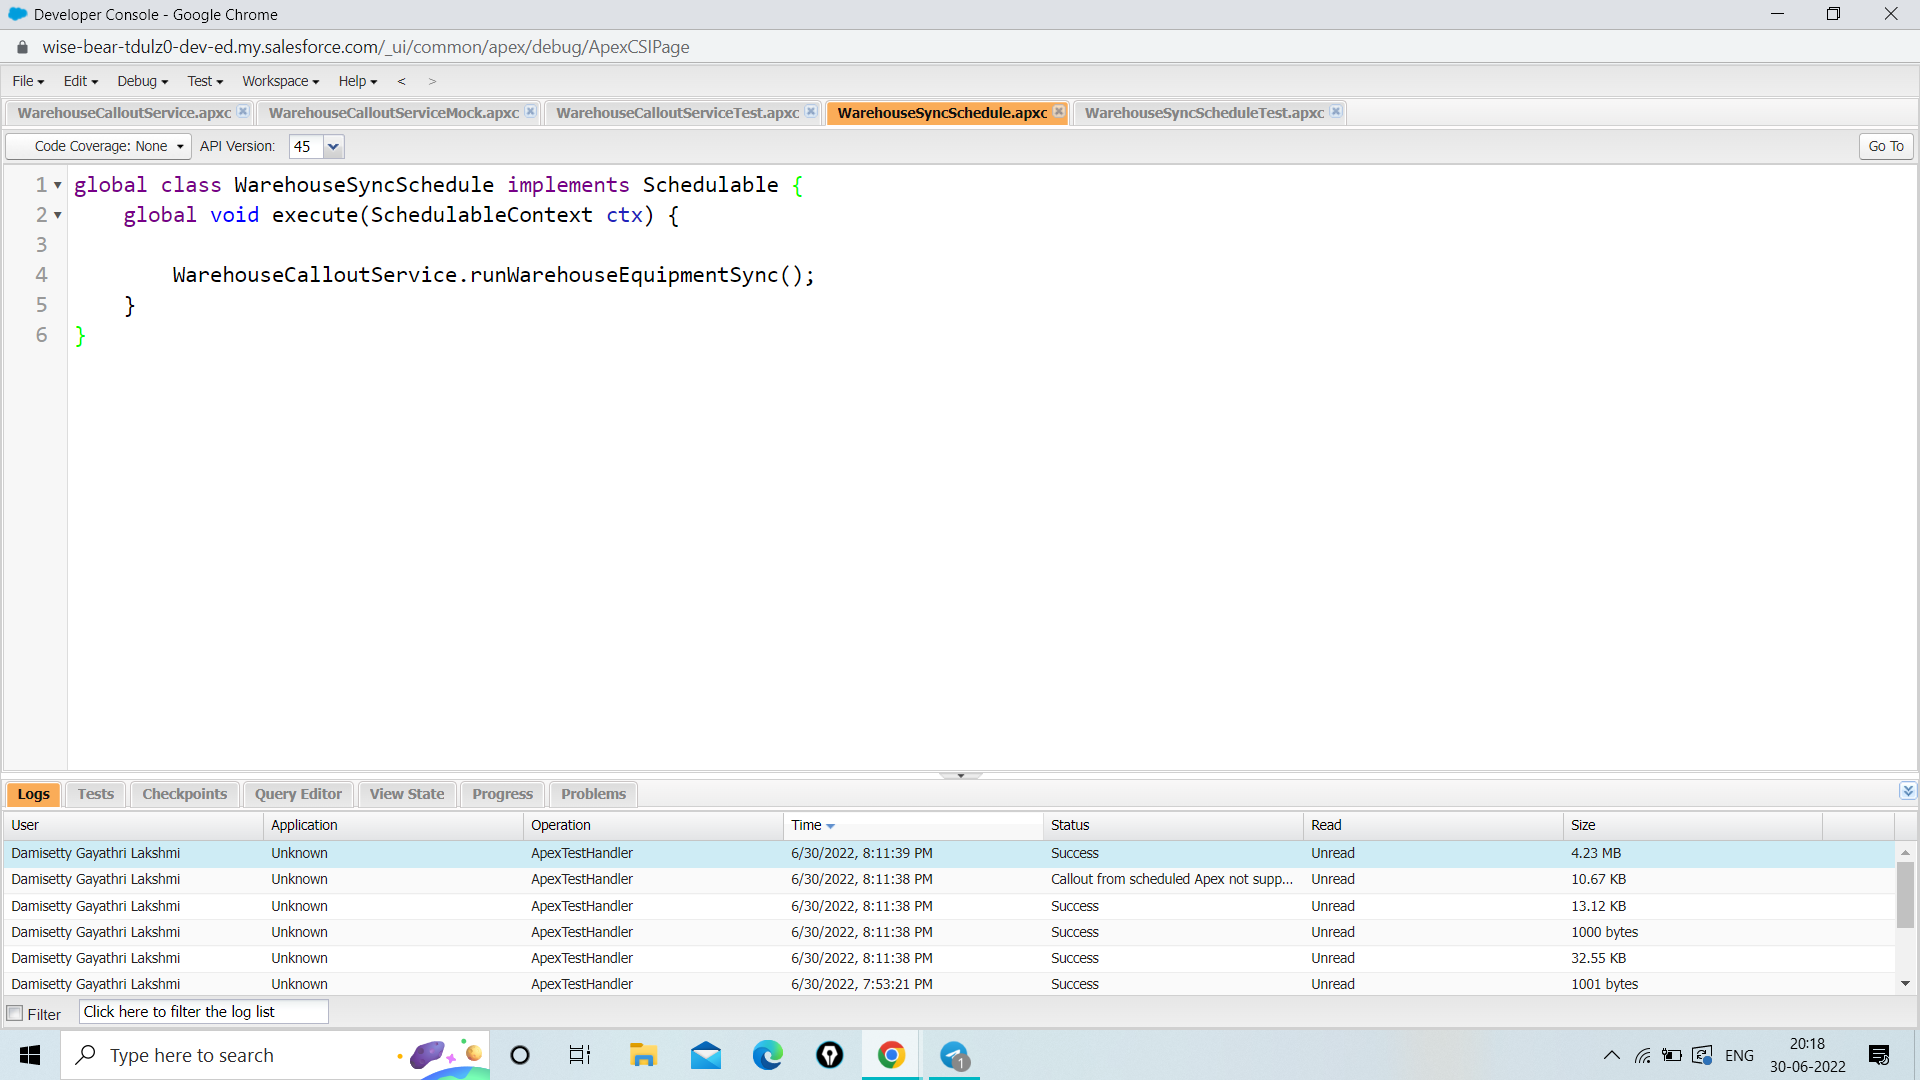 Developer Console - Google Chrome
wise-bear-tdulz0-dev-ed.my.salesforce.com/_ui/common/apex/debug/ApexCSIPage
File Edit Debug Test Workspace Help < >
WarehouseCalloutService.apxc WarehouseCalloutServiceMock.apxc WarehouseCalloutServiceTest.apxc WarehouseSyncSchedule.apxc WarehouseSyncScheduleTest.apxc
Code Coverage: None API Version: 45 Go To
1 global class WarehouseSyncSchedule implements Schedulable {
2 global void execute(SchedulableContext ctx) {
3
4 WarehouseCalloutService.runWarehouseEquipmentSync();
5 }
6 }
Logs Tests Checkpoints Query Editor View State Progress Problems
User Application Operation Time Status Read Size
Damisetty Gayathri Lakshmi Unknown ApexTestHandler 6/30/2022, 8:11:39 PM Success Unread 4.23 MB
Damisetty Gayathri Lakshmi Unknown ApexTestHandler 6/30/2022, 8:11:38 PM Callout from scheduled Apex not supp... Unread 10.67 KB
Damisetty Gayathri Lakshmi Unknown ApexTestHandler 6/30/2022, 8:11:38 PM Success Unread 13.12 KB
Damisetty Gayathri Lakshmi Unknown ApexTestHandler 6/30/2022, 8:11:38 PM Success Unread 1000 bytes
Damisetty Gayathri Lakshmi Unknown ApexTestHandler 6/30/2022, 8:11:38 PM Success Unread 32.55 KB
Damisetty Gayathri Lakshmi Unknown ApexTestHandler 6/30/2022, 7:53:21 PM Success Unread 1001 bytes
Filter Click here to filter the log list
Type here to search 1 ENG 20:18
30-06-2022